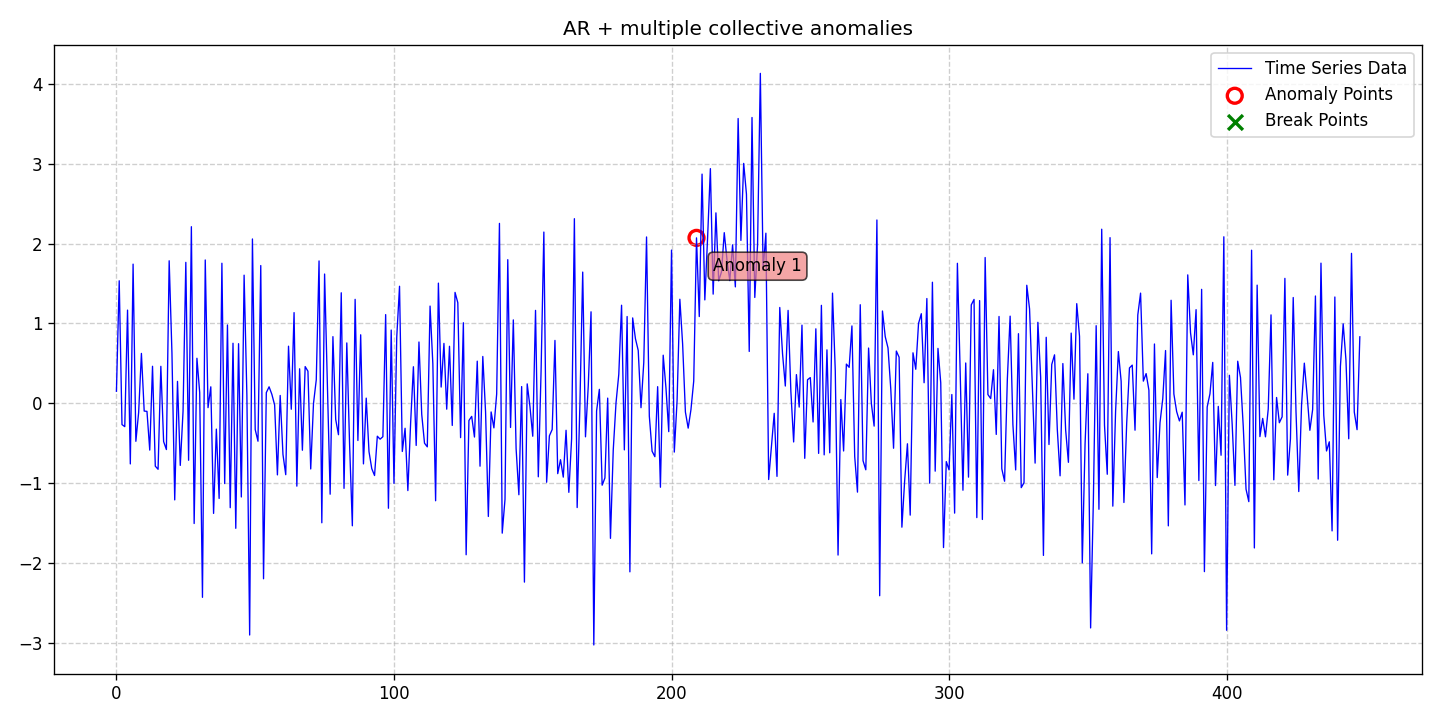 AR + multiple collective anomalies
Time Series Data
Anomaly Points
Break Points
Anomaly 1
4
3
2
1
0
−1
−2
−3
0
100
200
300
400